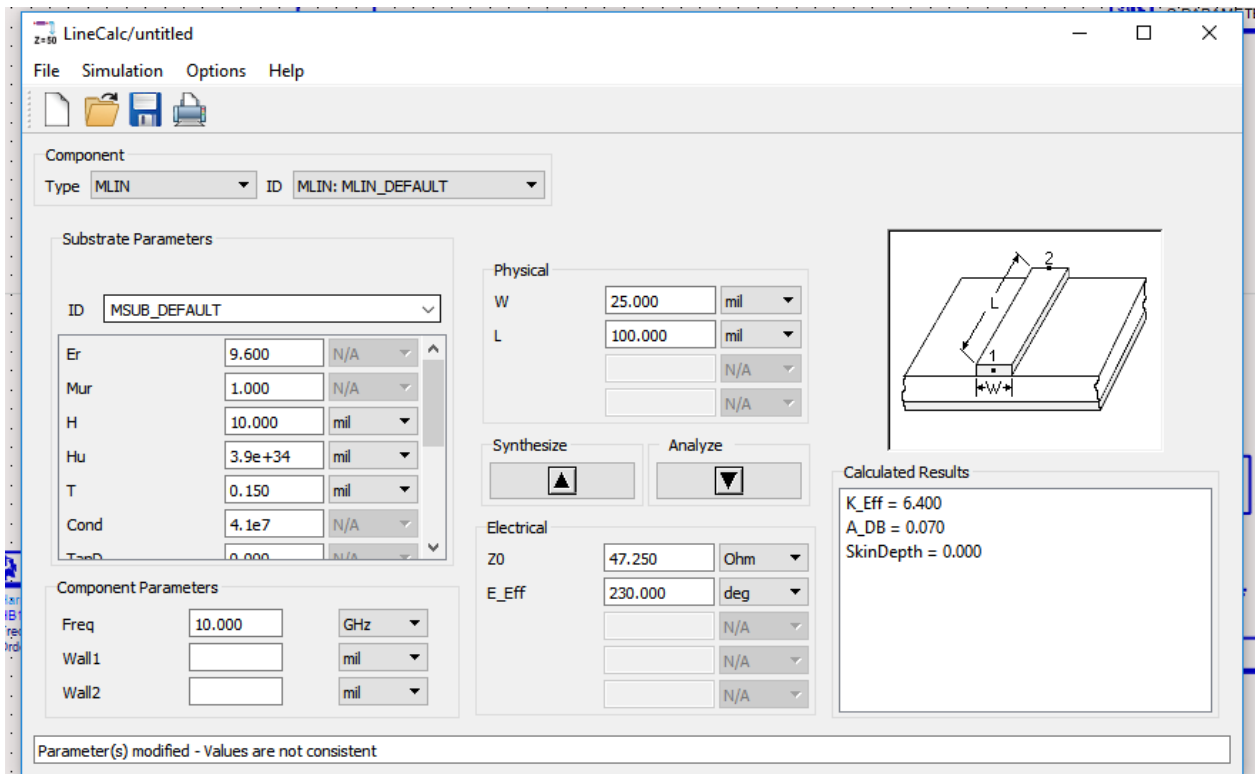 Z=50 LineCalc/untitled
File Simulation Options Help
Component
Type MLIN ID MLIN: MLIN_DEFAULT
Substrate Parameters
ID MSUB_DEFAULT
Er 9.600 N/A
Mur 1.000 N/A
H 10.000 mil
Hu 3.9e+34 mil
T 0.150 mil
Cond 4.1e7 N/A
TanD 0.000 N/A
Component Parameters
Freq 10.000 GHz
Wall1 mil
Wall2 mil
Physical
W 25.000 mil
L 100.000 mil
N/A
N/A
Synthesize Analyze
Electrical
Z0 47.250 Ohm
E_Eff 230.000 deg
N/A
N/A
N/A
2
L
1
W
Calculated Results
K_Eff = 6.400
A_DB = 0.070
SkinDepth = 0.000
Parameter(s) modified - Values are not consistent